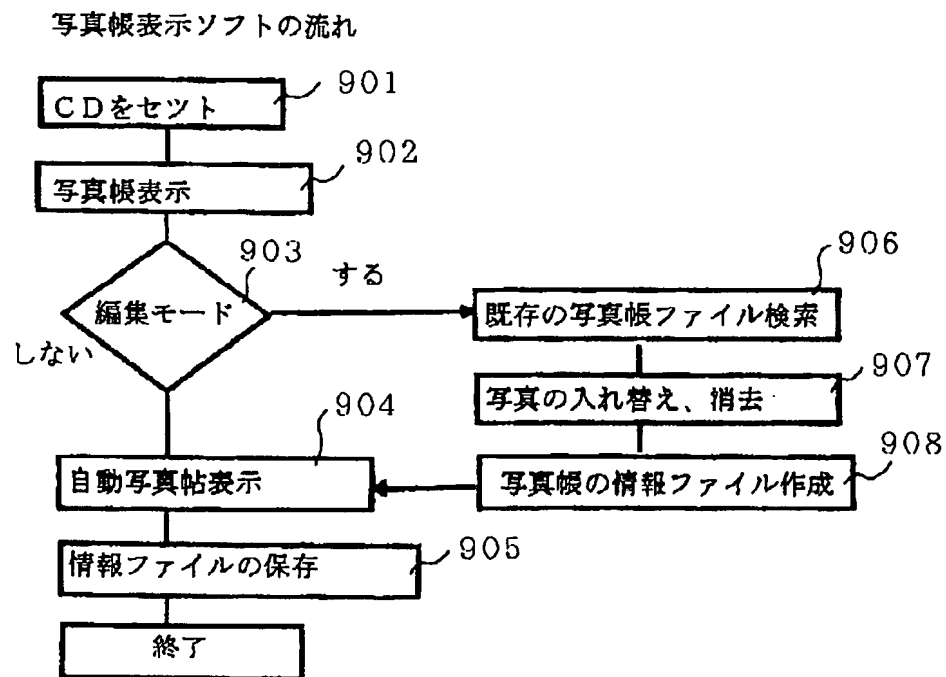 写真帳表示ソフトの流れ
CDをセツト
901
写真帳表示
902
編集モード
903
する
しない
自動写真帖表示
904
情報ファイルの保存
905
終了
既存の写真帳ファイル検索
906
写真の入れ替え、消去
907
写真帳の情報ファイル作成
908